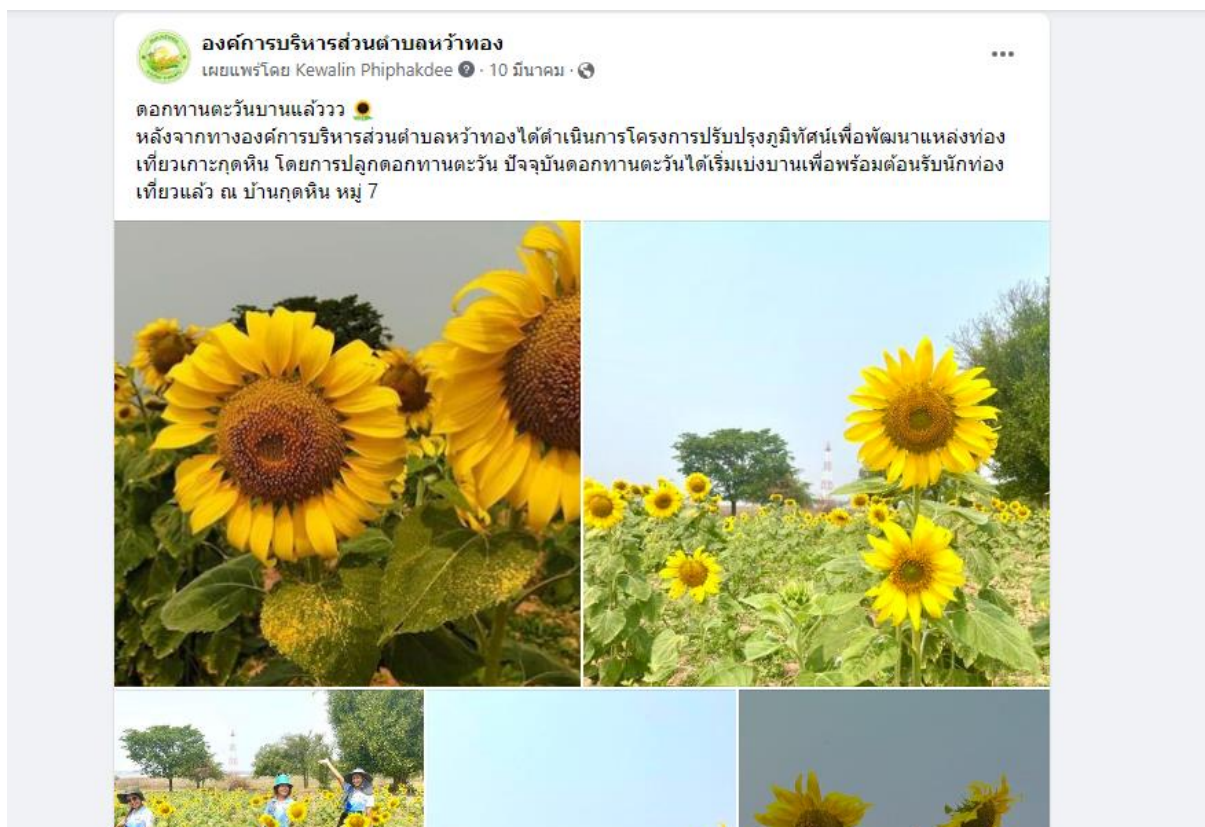 องค์การบริหารส่วนตำบลหว้าทอง
เผยแพร่โดย Kewalin Phiphakdee · 10 มีนาคม ·
ดอกทานตะวันบานแล้ววว 🌻
หลังจากทางองค์การบริหารส่วนตำบลหว้าทองได้ดำเนินการโครงการปรับปรุงภูมิทัศน์เพื่อพัฒนาแหล่งท่อง
เที่ยวเกาะกุดหิน โดยการปลูกดอกทานตะวัน ปัจจุบันดอกทานตะวันได้เริ่มเบ่งบานเพื่อพร้อมต้อนรับนักท่อง
เที่ยวแล้ว ณ บ้านกุดหิน หมู่ 7